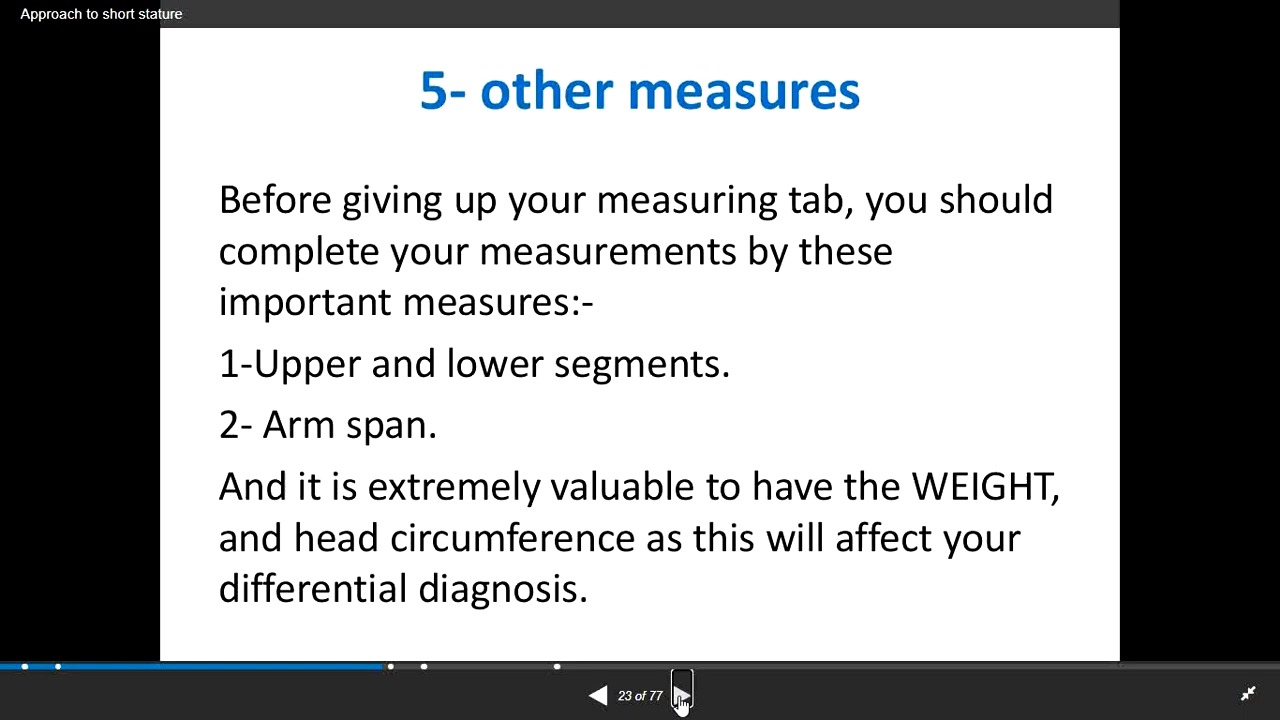 Approach to short stature
5- other measures
Before giving up your measuring tab, you should
complete your measurements by these
important measures:-
1-Upper and lower segments.
2- Arm span.
And it is extremely valuable to have the WEIGHT,
and head circumference as this will affect your
differential diagnosis.
23 of 77